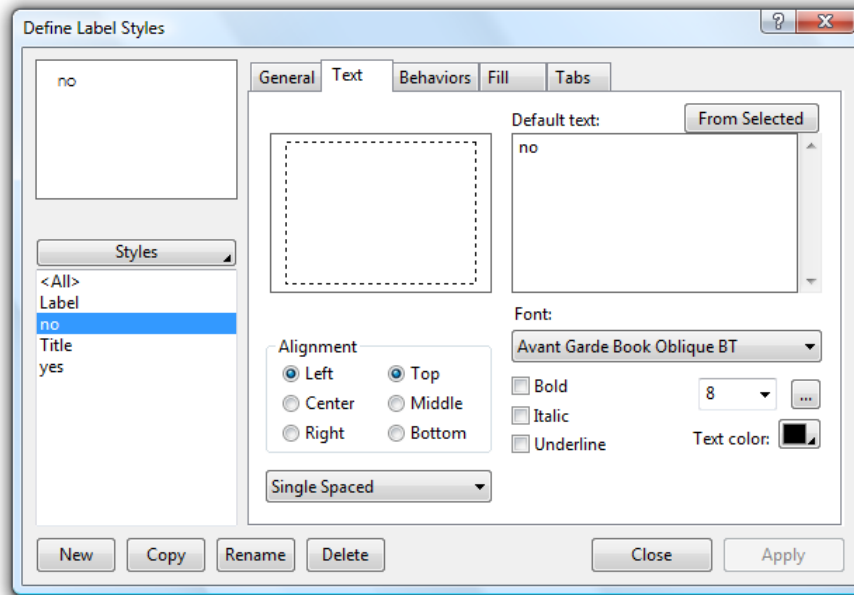 Define Label Styles
?
no
General Text Behaviors Fill Tabs
Default text: From Selected
no
Styles
<All>
Label
no
Title
yes
Font:
Avant Garde Book Oblique BT
Alignment
Left Top
Center Middle
Right Bottom
Bold 8 ...
Italic
Underline Text color:
Single Spaced
New Copy Rename Delete Close Apply